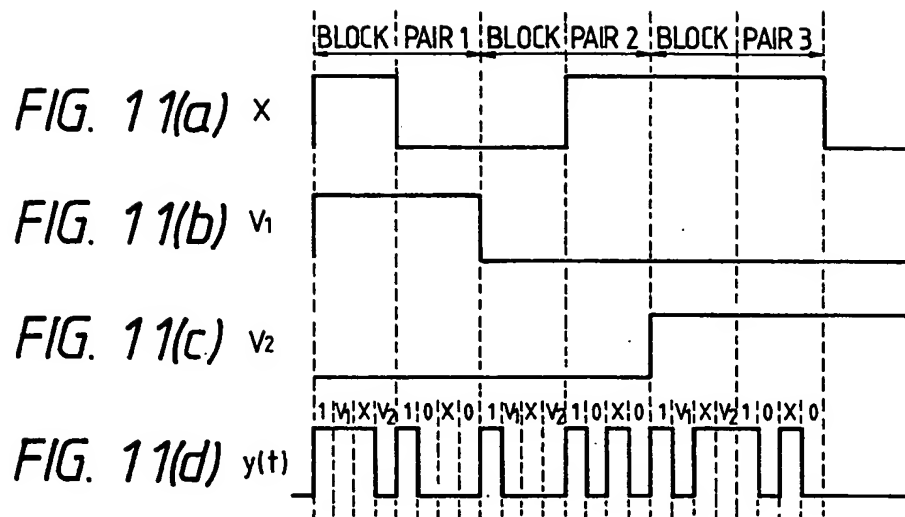 BLOCK PAIR 1 BLOCK PAIR 2 BLOCK PAIR 3
FIG. 11(a) X
FIG. 11(b) V1
FIG. 11(c) V2
1 V1 X V2 1 0 X 0 1 V1 X V2 1 0 X 0 1 V1 X V2 1 0 X 0
FIG. 11(d) y(t)